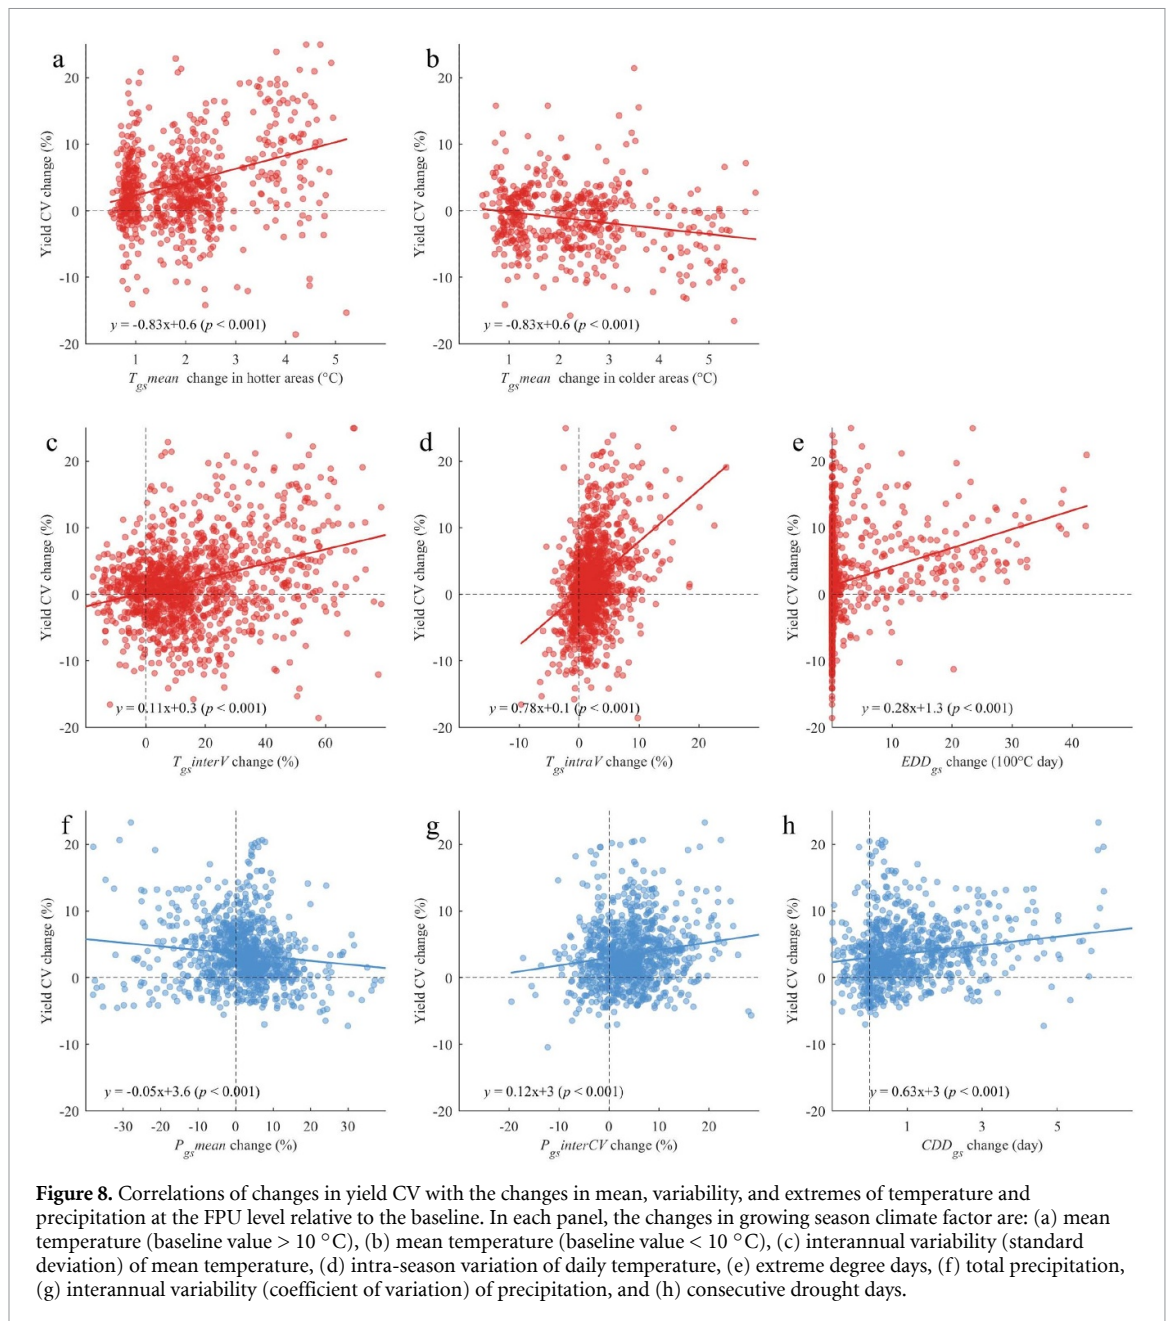 a
b
Yield CV change (%)
20
10
0
-10
-20
y = -0.83x+0.6 (p < 0.001)
1 2 3 4 5
Tgs mean change in hotter areas (°C)
Yield CV change (%)
20
10
0
-10
-20
y = -0.83x+0.6 (p < 0.001)
1 2 3 4 5
Tgs mean change in colder areas (°C)
c
d
e
Yield CV change (%)
20
10
0
-10
-20
y = 0.11x+0.3 (p < 0.001)
0 20 40 60
Tgs interV change (%)
Yield CV change (%)
20
10
0
-10
-20
y = 0.78x+0.1 (p < 0.001)
-10 0 10 20
Tgs intraV change (%)
Yield CV change (%)
20
10
0
-10
-20
y = 0.28x+1.3 (p < 0.001)
10 20 30 40
EDDgs change (100°C day)
f
g
h
Yield CV change (%)
20
10
0
-10
-20
y = -0.05x+3.6 (p < 0.001)
-30 -20 -10 0 10 20 30
Pgs mean change (%)
Yield CV change (%)
20
10
0
-10
-20
y = 0.12x+3 (p < 0.001)
-20 -10 0 10 20
Pgs interCV change (%)
Yield CV change (%)
20
10
0
-10
-20
y = 0.63x+3 (p < 0.001)
1 3 5
CDDgs change (day)
Figure 8. Correlations of changes in yield CV with the changes in mean, variability, and extremes of temperature and
precipitation at the FPU level relative to the baseline. In each panel, the changes in growing season climate factor are: (a) mean
temperature (baseline value > 10 °C), (b) mean temperature (baseline value < 10 °C), (c) interannual variability (standard
deviation) of mean temperature, (d) intra-season variation of daily temperature, (e) extreme degree days, (f) total precipitation,
(g) interannual variability (coefficient of variation) of precipitation, and (h) consecutive drought days.